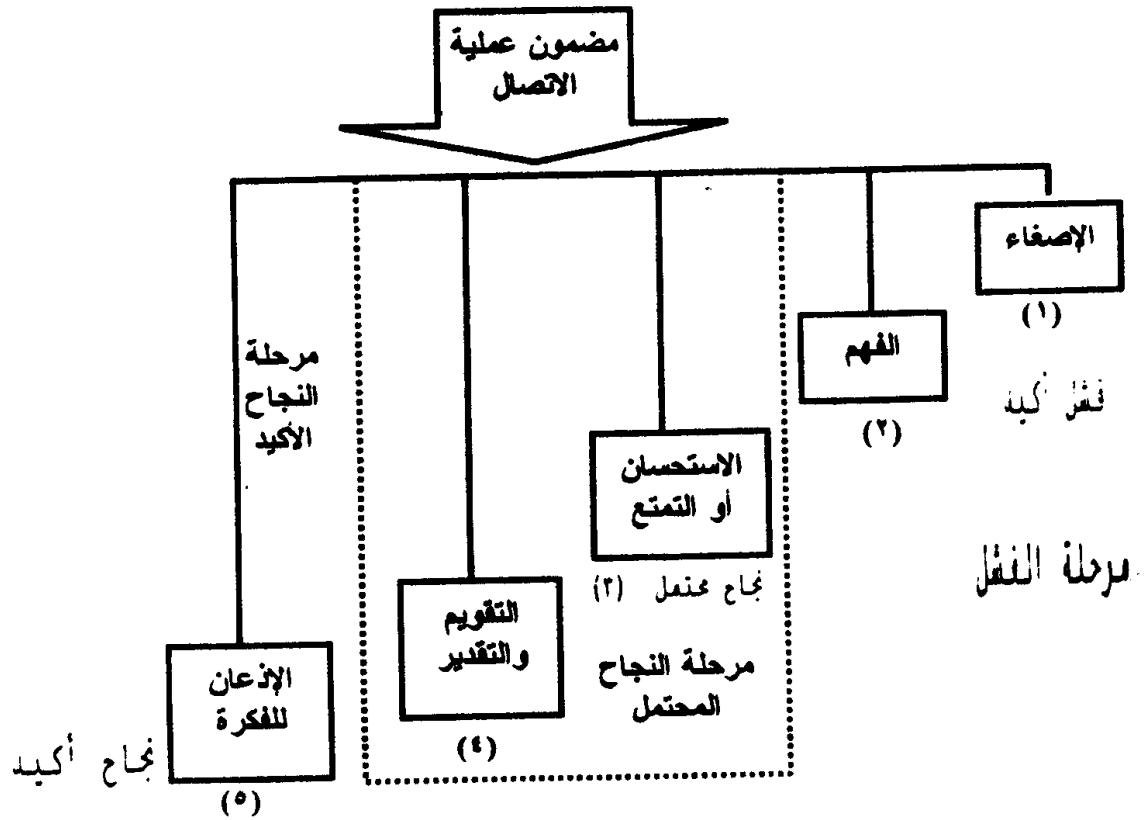 مضمون عملية
الاتصال
الإصغاء
(١)
فشل أكيد
مرحلة الفشل
الفهم
(٢)
الاستحسان
أو التمتع
نجاح محتمل (٣)
مرحلة النجاح
المحتمل
التقويم
والتقدير
(٤)
مرحلة
النجاح
الأكيد
الإذعان
للفكرة
(٥)
نجاح أكيد